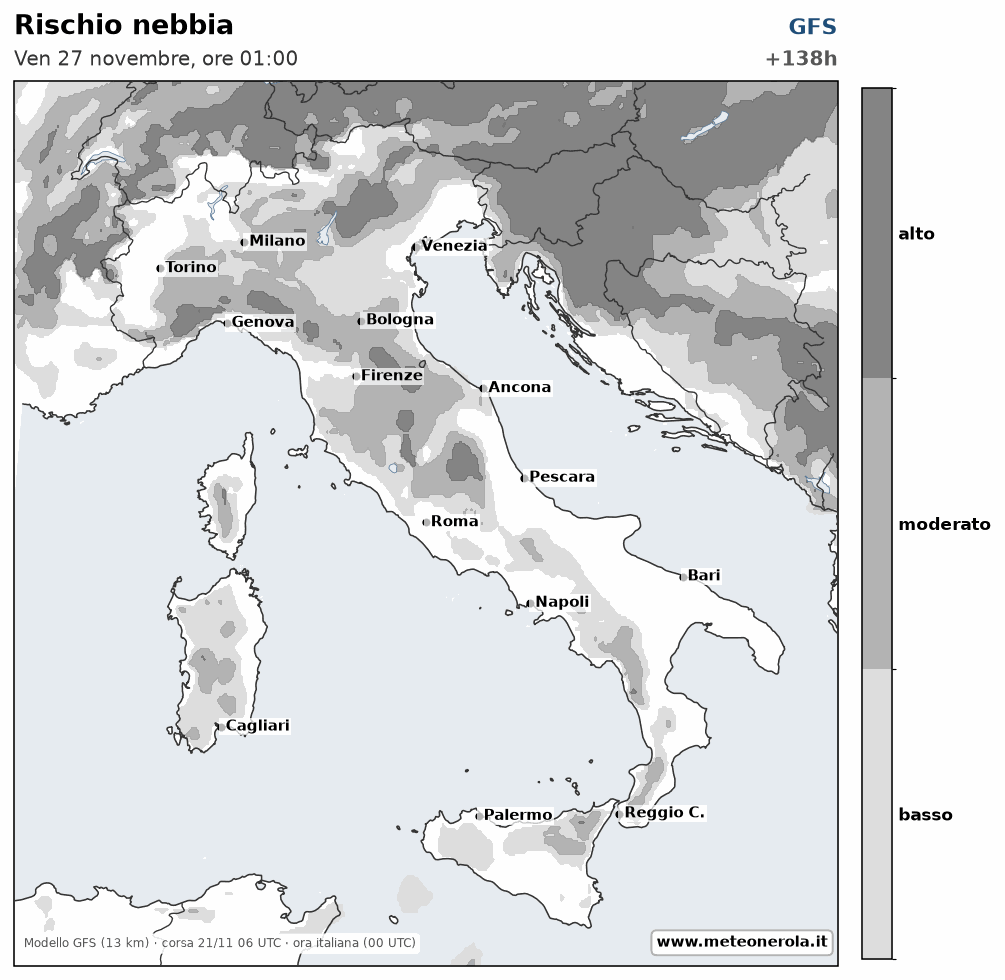 Rischio nebbia
GFS
Ven 27 novembre, ore 01:00
+138h
alto
moderato
basso
Milano
Venezia
Torino
Genova
Bologna
Firenze
Ancona
Pescara
Roma
Bari
Napoli
Cagliari
Palermo
Reggio C.
Modello GFS (13 km) · corsa 21/11 06 UTC · ora italiana (00 UTC)
www.meteonerola.it